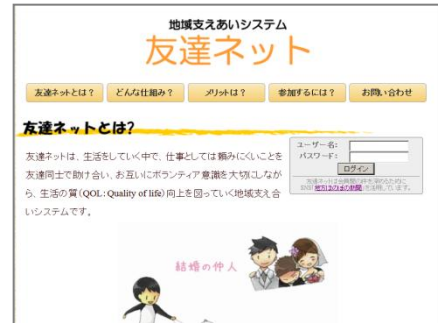 地域支えあいシステム
友達ネット
友達ネットとは？ どんな仕組み？ メリットは？ 参加するには？ お問い合わせ
友達ネットとは?
ユーザー名:
パスワード:
ログイン
友達ネットは、生活をしていく中で、仕事としては頼みにくいことを
友達同士で助け合い、お互いにボランティア意識を大切にしなが
ら、生活の質(QOL：Quality of life)向上を図っていく地域支え合
いシステムです。
結婚の仲人